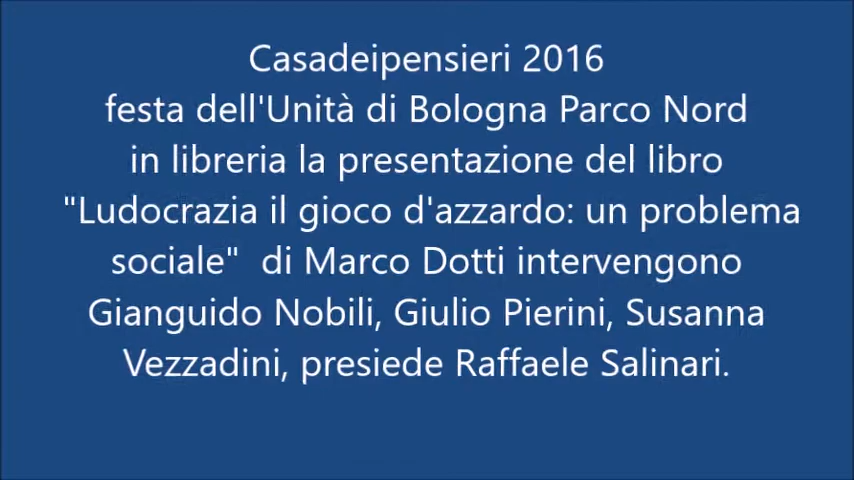 Casadeipensieri 2016
festa dell'Unità di Bologna Parco Nord
in libreria la presentazione del libro
"Ludocrazia il gioco d'azzardo: un problema
sociale"  di Marco Dotti intervengono
Gianguido Nobili, Giulio Pierini, Susanna
Vezzadini, presiede Raffaele Salinari.